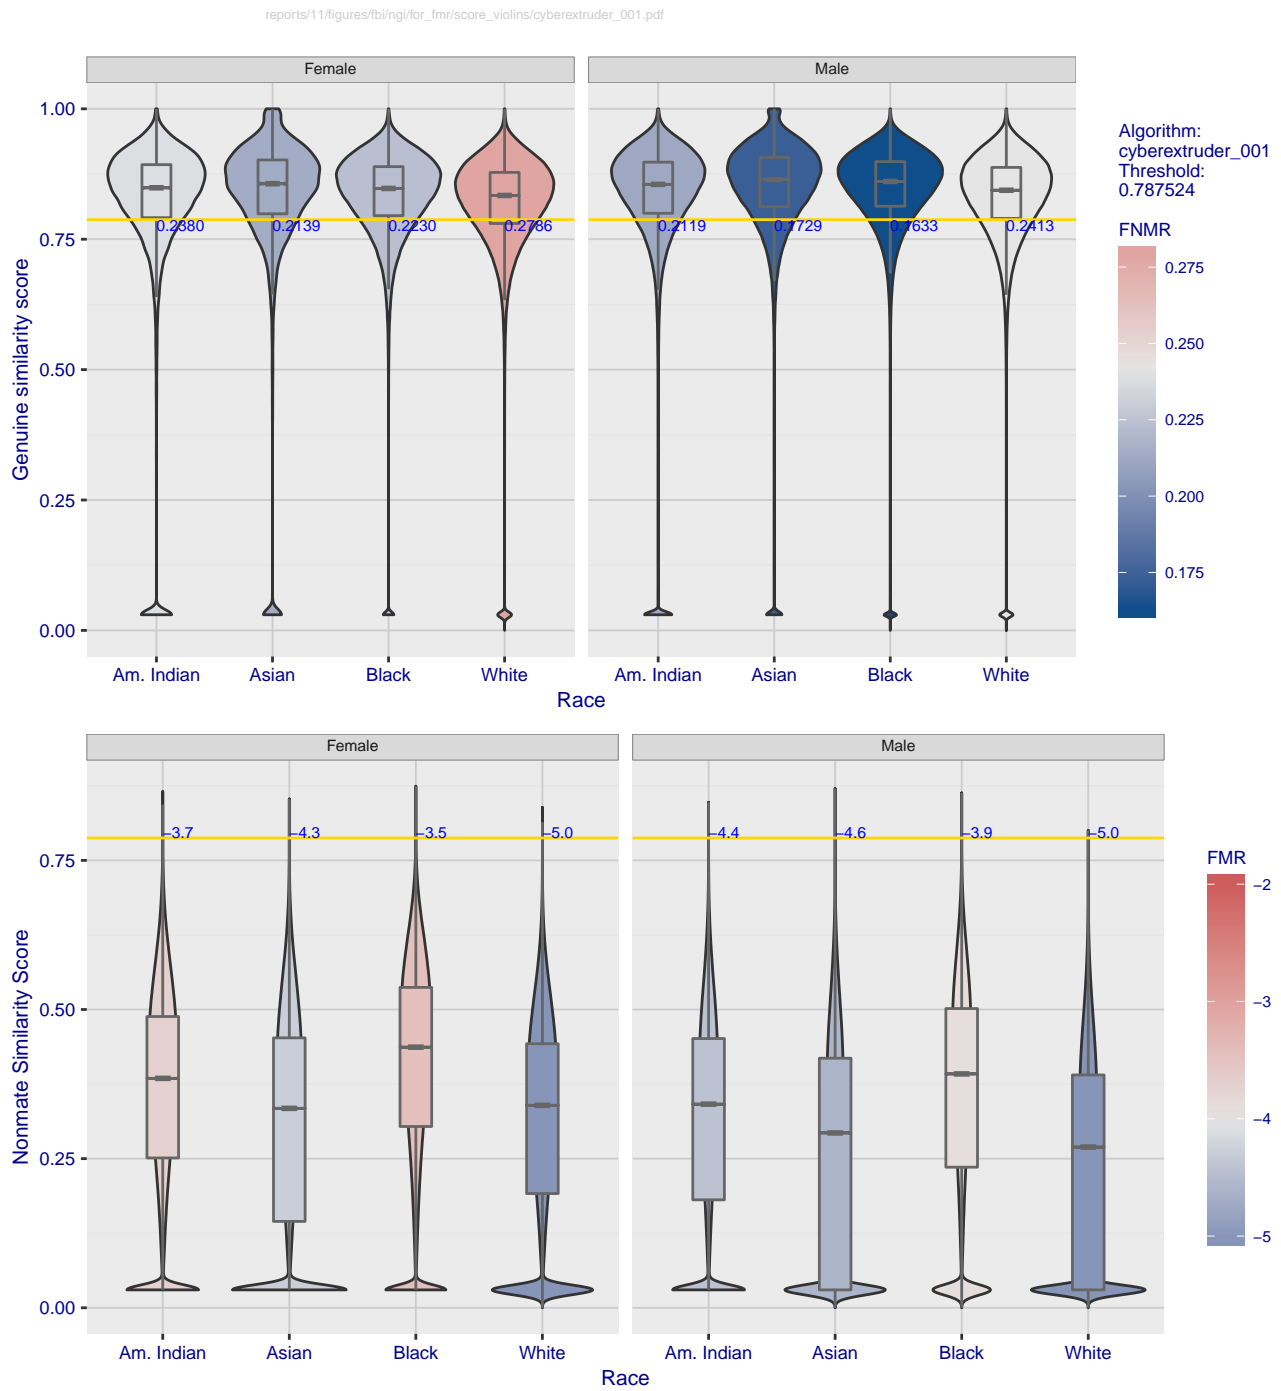 reports/11/figures/fbi/ngi/for_fmr/score_violins/cyberextruder_001.pdf
Female
Male
Genuine similarity score
1.00
0.75
0.50
0.25
0.00
0.2380
0.2139
0.2230
0.2786
0.2119
0.1729
0.1633
0.2413
Am. Indian
Asian
Black
White
Am. Indian
Asian
Black
White
Race
Algorithm:
cyberextruder_001
Threshold:
0.787524
FNMR
0.275
0.250
0.225
0.200
0.175
Female
Male
Nonmate Similarity Score
0.75
0.50
0.25
0.00
−3.7
−4.3
−3.5
−5.0
−4.4
−4.6
−3.9
−5.0
Am. Indian
Asian
Black
White
Am. Indian
Asian
Black
White
Race
FMR
−2
−3
−4
−5